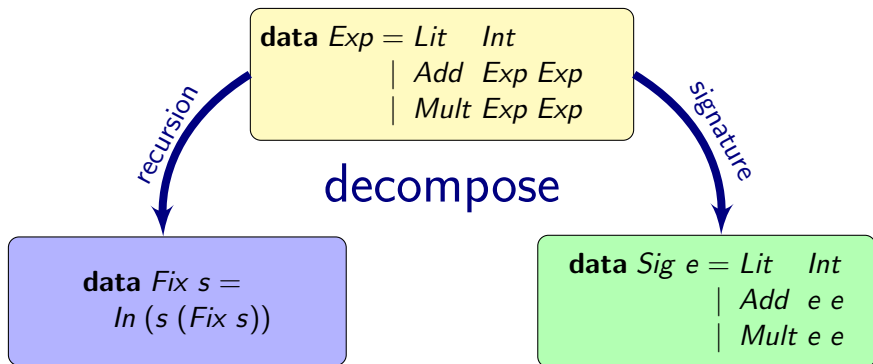 data Exp = Lit Int
| Add Exp Exp
| Mult Exp Exp
recursion
signature
decompose
data Fix s =
In (s (Fix s))
data Sig e = Lit Int
| Add e e
| Mult e e